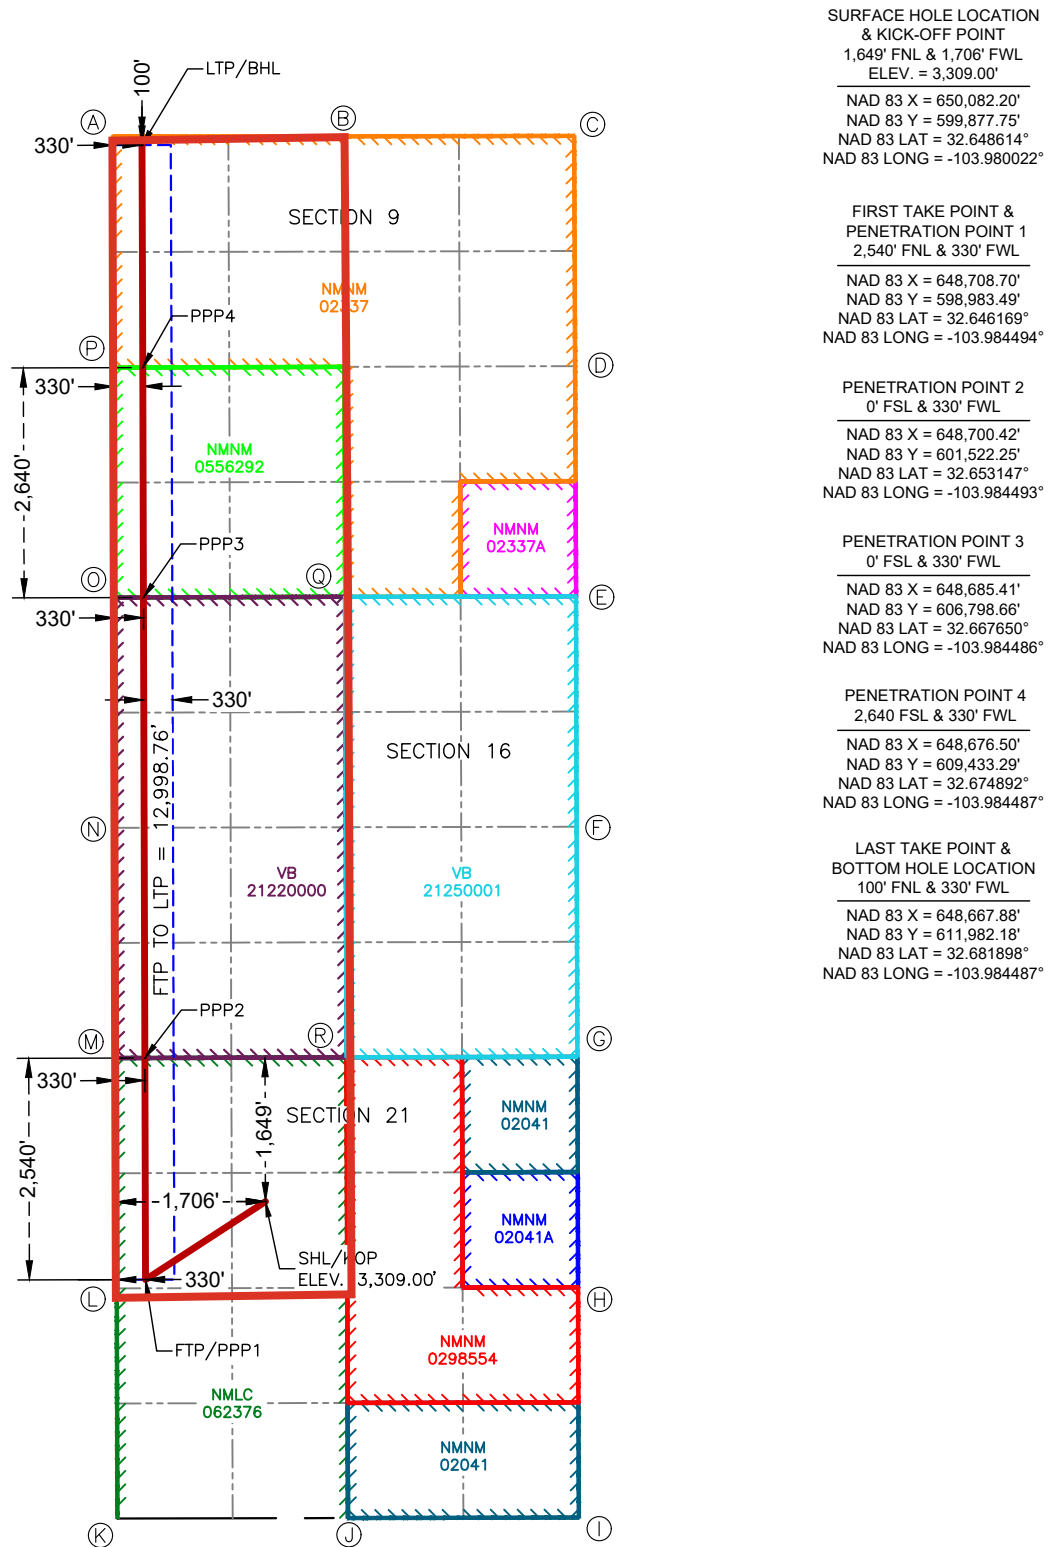 SURFACE HOLE LOCATION
& KICK-OFF POINT
1,649' FNL & 1,706' FWL
ELEV. = 3,309.00'
NAD 83 X = 650,082.20'
NAD 83 Y = 599,877.75'
NAD 83 LAT = 32.648614°
NAD 83 LONG = -103.980022°
FIRST TAKE POINT &
PENETRATION POINT 1
2,540' FNL & 330' FWL
NAD 83 X = 648,708.70'
NAD 83 Y = 598,983.49'
NAD 83 LAT = 32.646169°
NAD 83 LONG = -103.984494°
PENETRATION POINT 2
0' FSL & 330' FWL
NAD 83 X = 648,700.42'
NAD 83 Y = 601,522.25'
NAD 83 LAT = 32.653147°
NAD 83 LONG = -103.984493°
PENETRATION POINT 3
0' FSL & 330' FWL
NAD 83 X = 648,685.41'
NAD 83 Y = 606,798.66'
NAD 83 LAT = 32.667650°
NAD 83 LONG = -103.984486°
PENETRATION POINT 4
2,640 FSL & 330' FWL
NAD 83 X = 648,676.50'
NAD 83 Y = 609,433.29'
NAD 83 LAT = 32.674892°
NAD 83 LONG = -103.984487°
LAST TAKE POINT &
BOTTOM HOLE LOCATION
100' FNL & 330' FWL
NAD 83 X = 648,667.88'
NAD 83 Y = 611,982.18'
NAD 83 LAT = 32.681898°
NAD 83 LONG = -103.984487°
100'
LTP/BHL
A
B
C
330'
SECTION 9
NMNM
02337
PPP4
P
D
330'
NMNM
0556292
2,640'
NMNM
02337A
PPP3
O
Q
E
330'
330'
SECTION 16
FTP TO LTP = 12,998.76'
N
F
VB
21220000
VB
21250001
PPP2
M
R
G
330'
SECTION 21
1,649'
NMNM
02041
2,540'
1,706'
NMNM
02041A
SHL/KOP
ELEV. 3,309.00'
330'
L
H
FTP/PPP1
NMNM
0298554
NMLC
062376
NMNM
02041
K
J
I